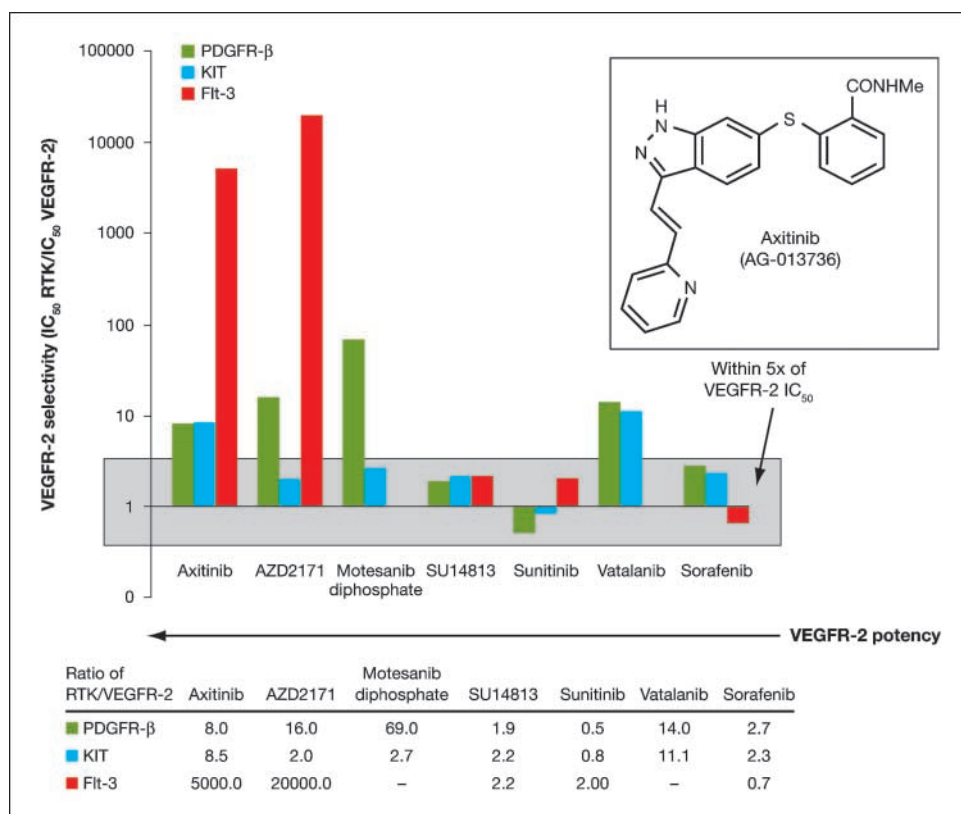 100000
10000
1000
100
10
1
0
VEGFR-2 selectivity (IC50 RTK/IC50 VEGFR-2)
PDGFR-β
KIT
Flt-3
CONHMe
H
N
S
N
N
Axitinib
(AG-013736)
Within 5x of
VEGFR-2 IC50
Axitinib AZD2171 Motesanib SU14813 Sunitinib Vatalanib Sorafenib
diphosphate
VEGFR-2 potency
Ratio of Motesanib
RTK/VEGFR-2 Axitinib AZD2171 diphosphate SU14813 Sunitinib Vatalanib Sorafenib
PDGFR-β 8.0 16.0 69.0 1.9 0.5 14.0 2.7
KIT 8.5 2.0 2.7 2.2 0.8 11.1 2.3
Flt-3 5000.0 20000.0 – 2.2 2.00 – 0.7